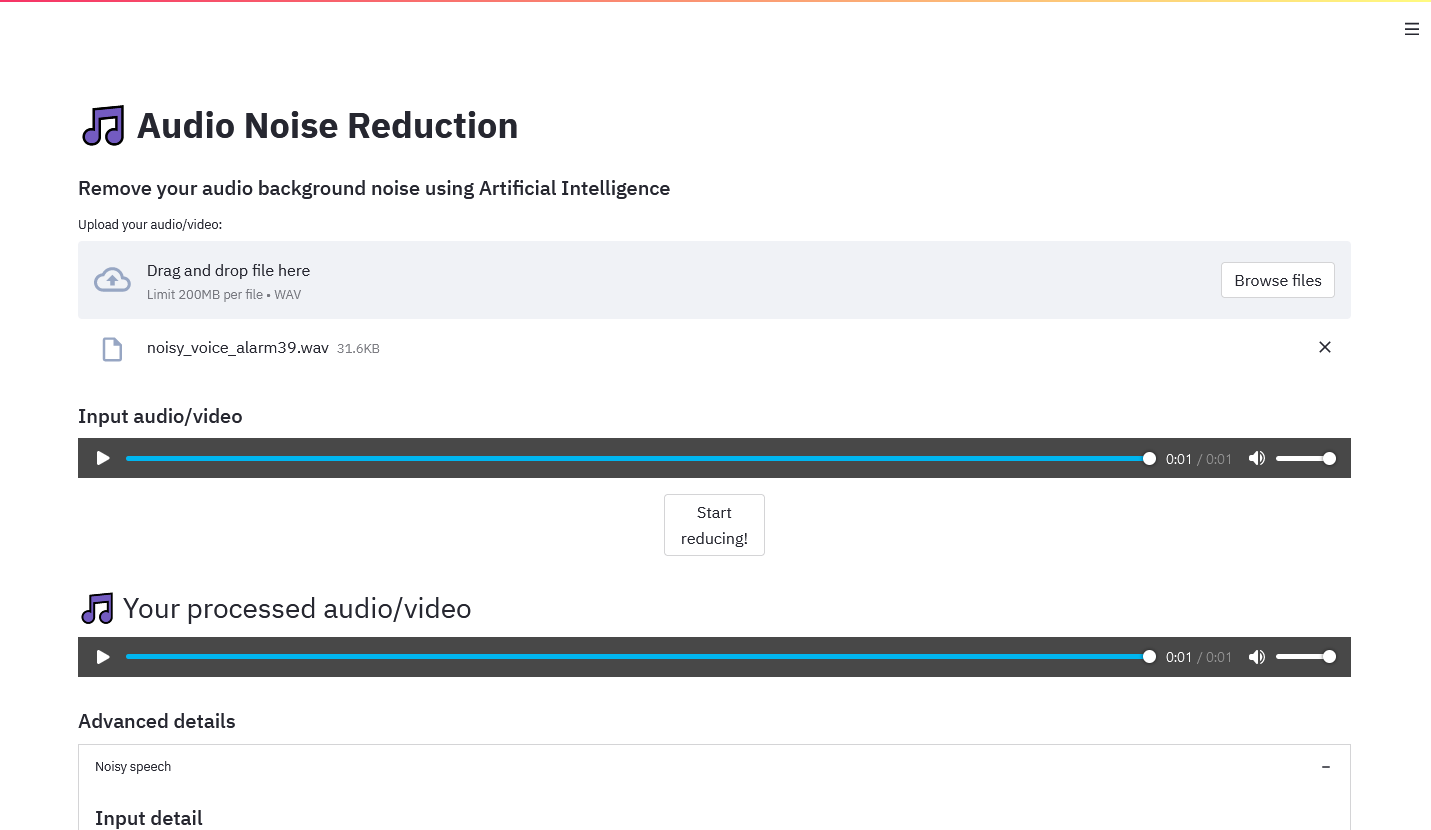 Audio Noise Reduction
Remove your audio background noise using Artificial Intelligence
Upload your audio/video:
Drag and drop file here
Limit 200MB per file • WAV
Browse files
noisy_voice_alarm39.wav 31.6KB
Input audio/video
0:01 / 0:01
Start
reducing!
Your processed audio/video
0:01 / 0:01
Advanced details
Noisy speech
Input detail